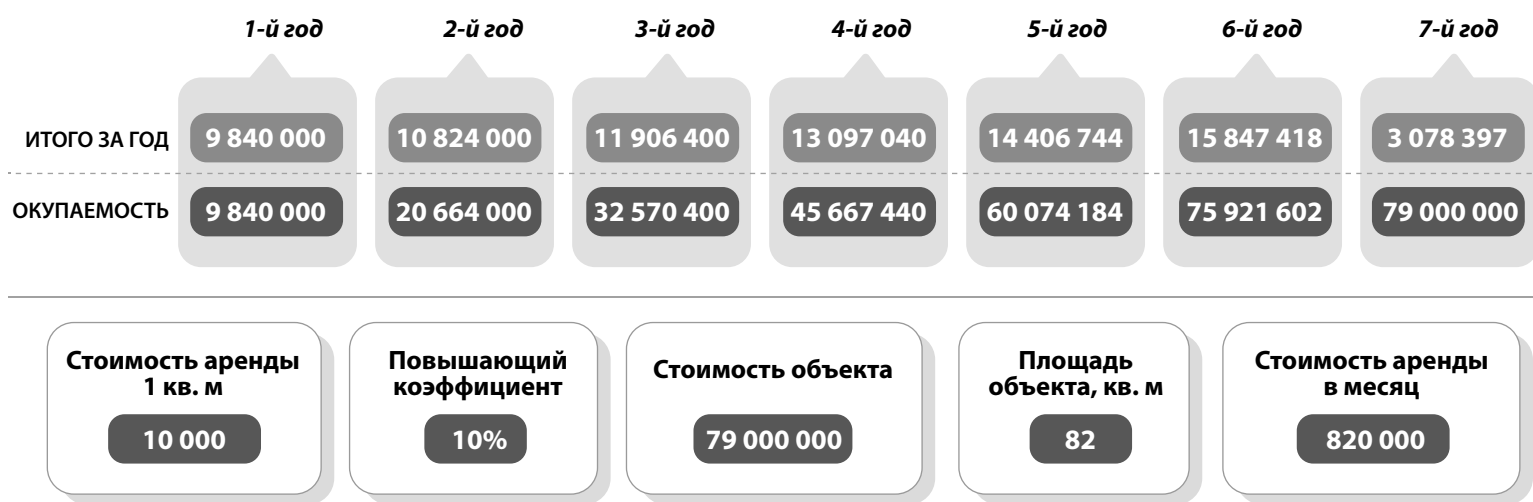 1-й год 2-й год 3-й год 4-й год 5-й год 6-й год 7-й год
ИТОГО ЗА ГОД 9 840 000 10 824 000 11 906 400 13 097 040 14 406 744 15 847 418 3 078 397
ОКУПАЕМОСТЬ 9 840 000 20 664 000 32 570 400 45 667 440 60 074 184 75 921 602 79 000 000
Стоимость аренды
1 кв. м
10 000
Повышающий
коэффициент
10%
Стоимость объекта
79 000 000
Площадь
объекта, кв. м
82
Стоимость аренды
в месяц
820 000